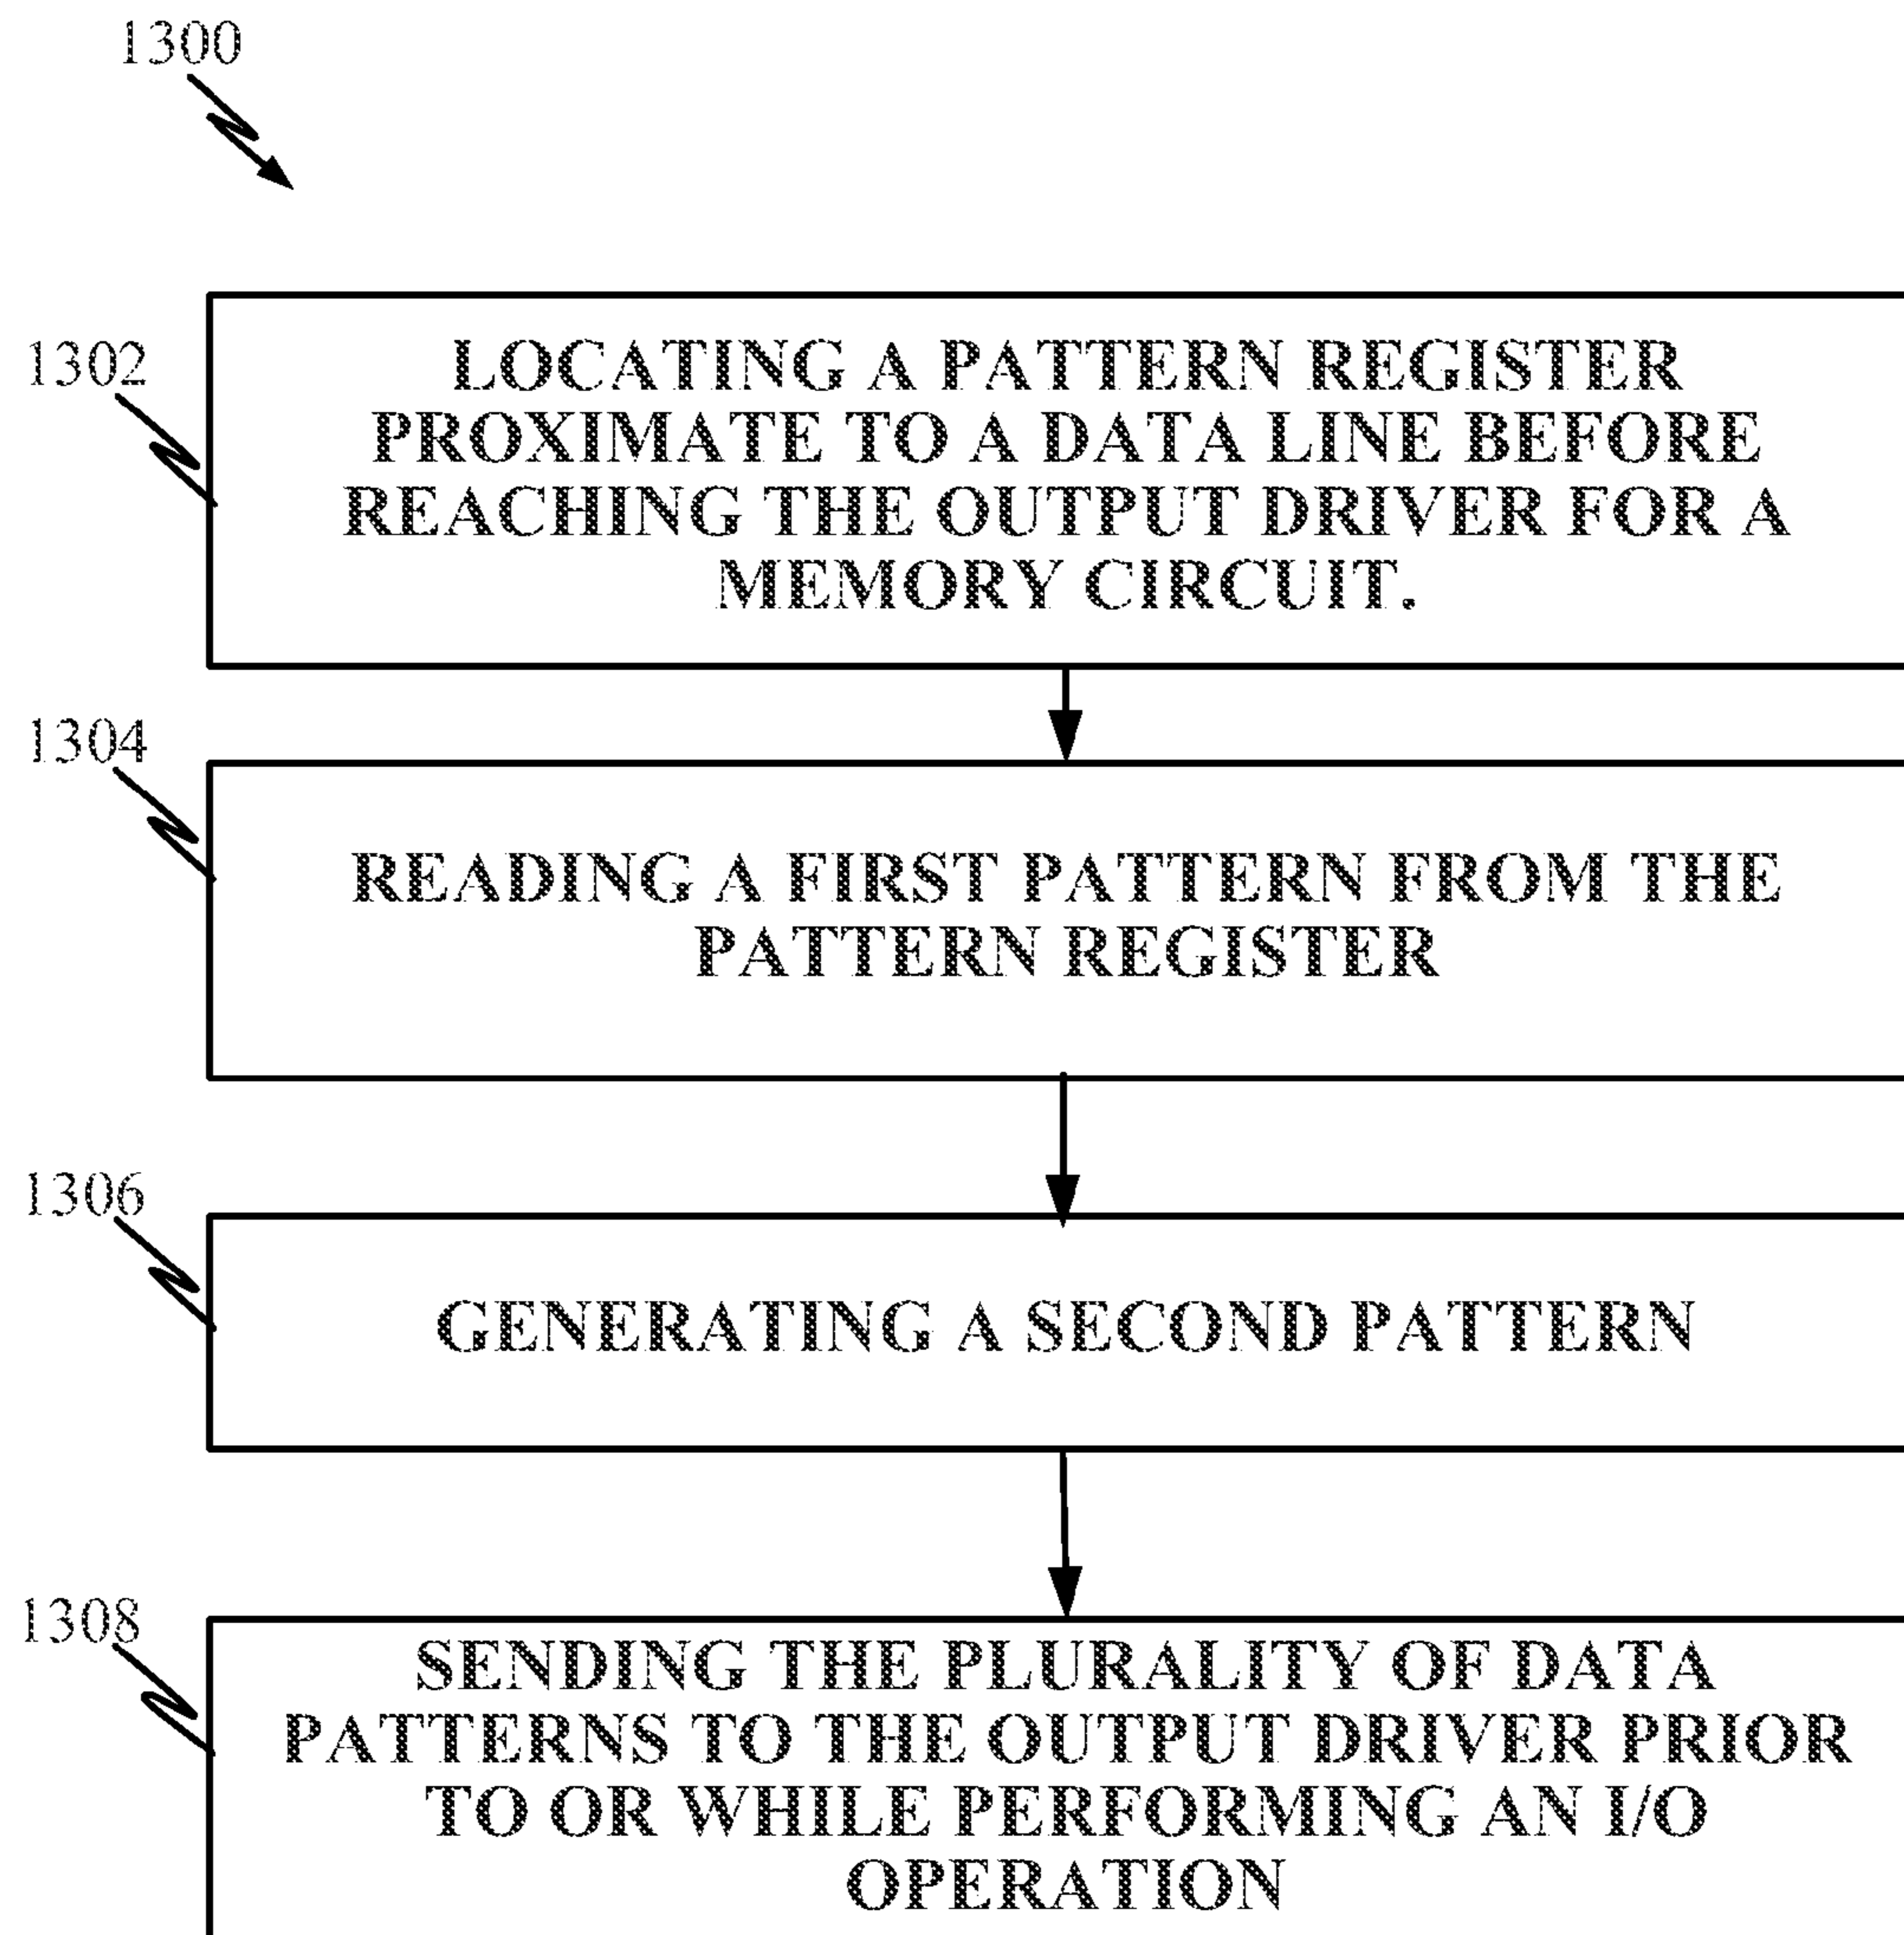 1300
1302
LOCATING A PATTERN REGISTER
PROXIMATE TO A DATA LINE BEFORE
REACHING THE OUTPUT DRIVER FOR A
MEMORY CIRCUIT.
1304
READING A FIRST PATTERN FROM THE
PATTERN REGISTER
1306
GENERATING A SECOND PATTERN
1308
SENDING THE PLURALITY OF DATA
PATTERNS TO THE OUTPUT DRIVER PRIOR
TO OR WHILE PERFORMING AN I/O
OPERATION